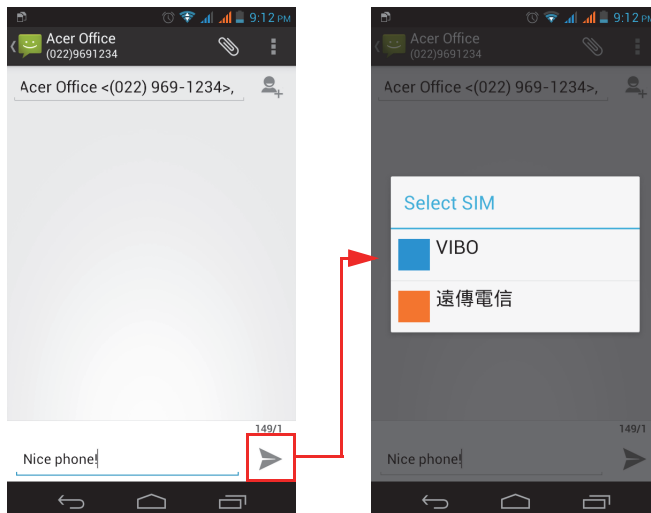 9:12 PM
Acer Office
(022)9691234
Acer Office <(022) 969-1234>,
149/1
Nice phone!
9:12 PM
Acer Office
(022)9691234
Acer Office <(022) 969-1234>,
Select SIM
VIBO
遠傳電信
149/1
Nice phone!